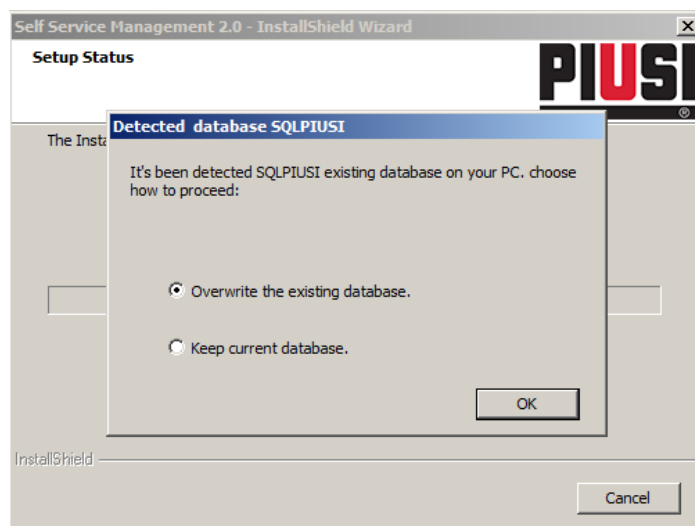 Self Service Management 2.0 - InstallShield Wizard
Setup Status
PIUSI
®
Detected database SQLPIUSI
The Insta
It's been detected SQLPIUSI existing database on your PC. choose
how to proceed:
Overwrite the existing database.
Keep current database.
OK
InstallShield
Cancel